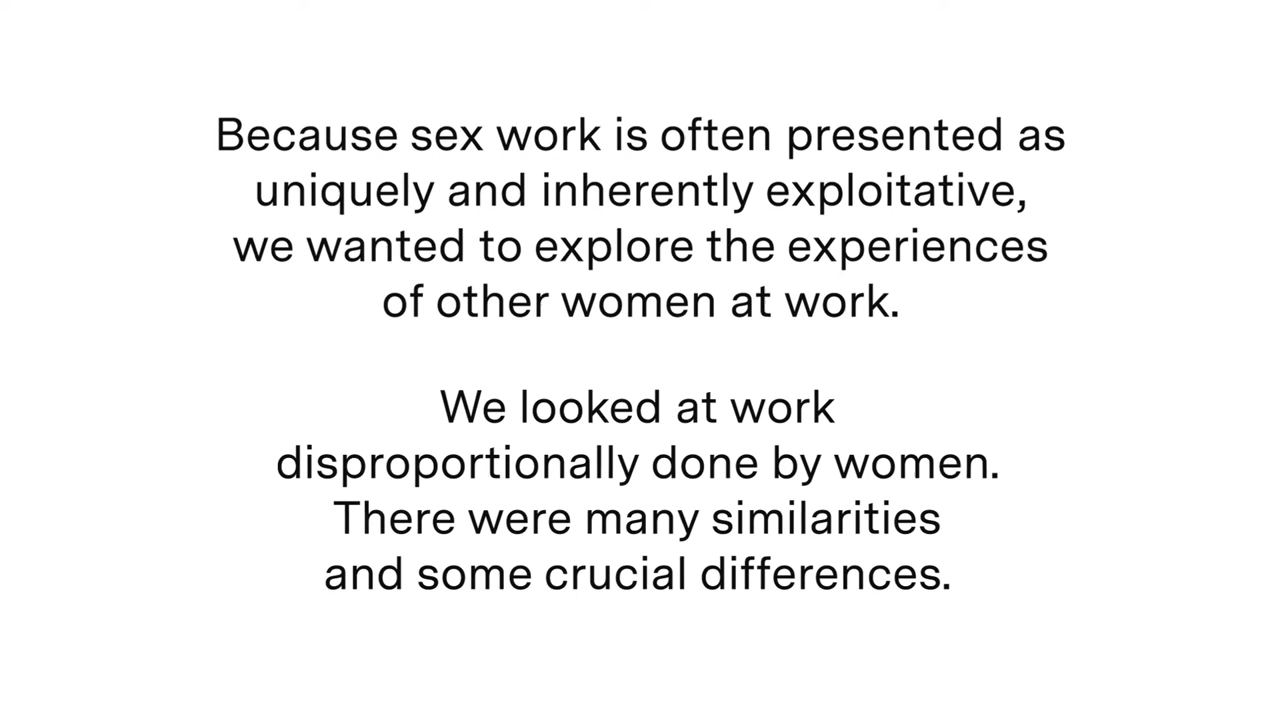 Because sex work is often presented as
uniquely and inherently exploitative,
we wanted to explore the experiences
of other women at work.
We looked at work
disproportionally done by women.
There were many similarities
and some crucial differences.